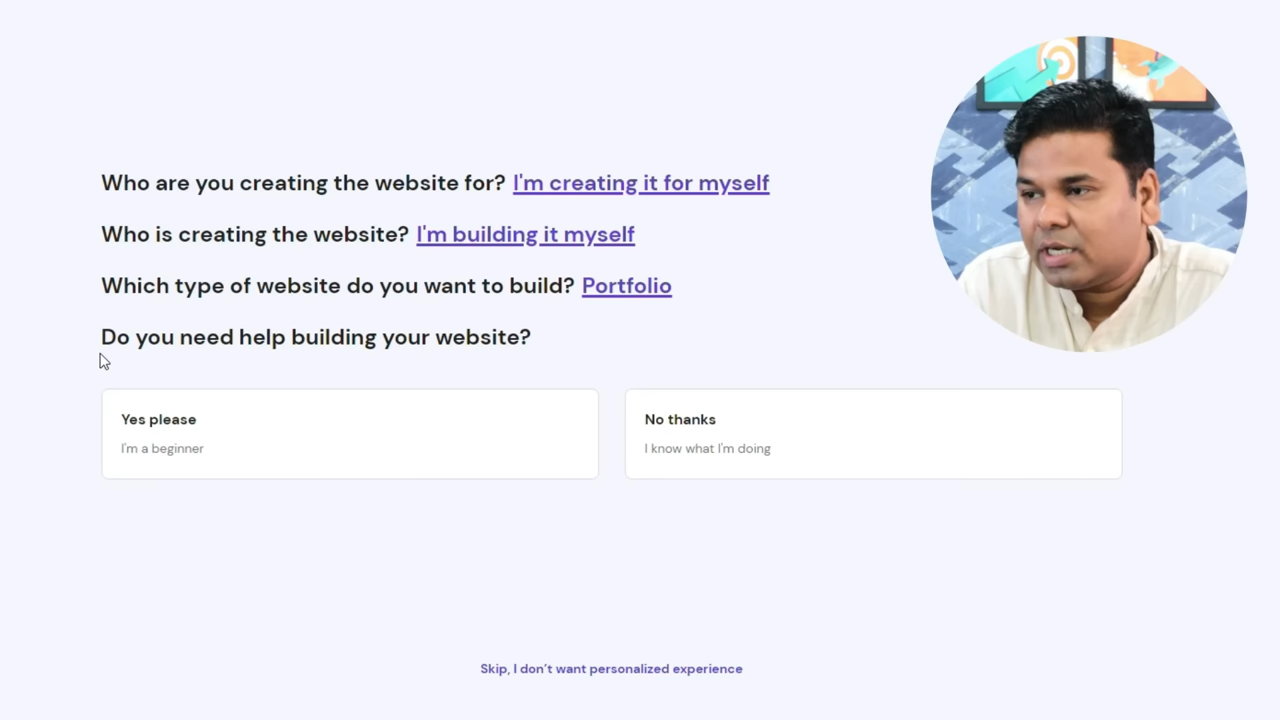 Who are you creating the website for? I'm creating it for myself
Who is creating the website? I'm building it myself
Which type of website do you want to build? Portfolio
Do you need help building your website?
Yes please
I'm a beginner
No thanks
I know what I'm doing
Skip, I don't want personalized experience